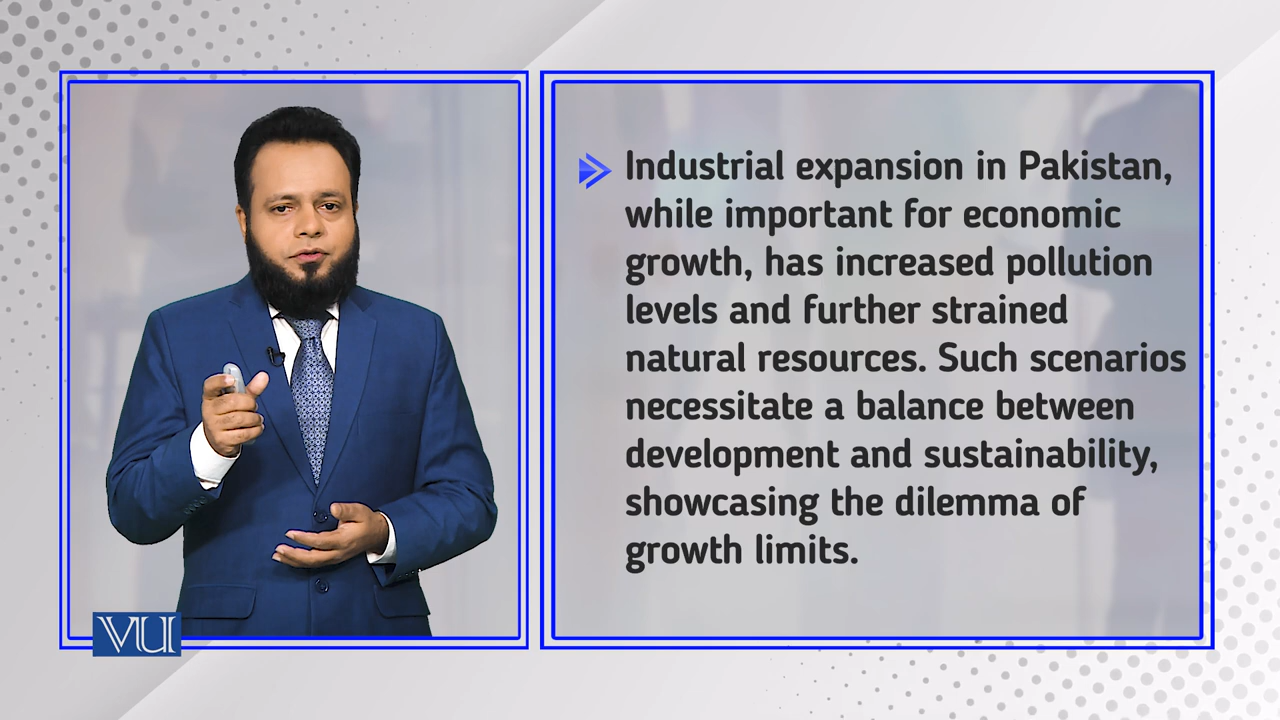 Industrial expansion in Pakistan,
while important for economic
growth, has increased pollution
levels and further strained
natural resources. Such scenarios
necessitate a balance between
development and sustainability,
showcasing the dilemma of
growth limits.
VU